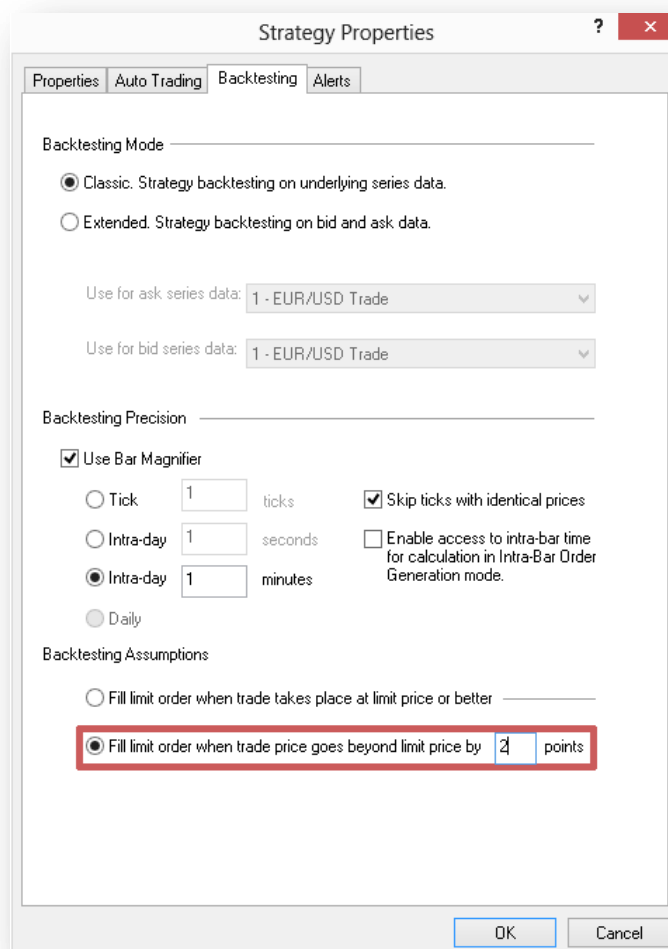 Strategy Properties
?
Properties
Auto Trading
Backtesting
Alerts
Backtesting Mode
Classic. Strategy backtesting on underlying series data.
Extended. Strategy backtesting on bid and ask data.
Use for ask series data:
1 - EUR/USD Trade
Use for bid series data:
1 - EUR/USD Trade
Backtesting Precision
Use Bar Magnifier
Tick
1
ticks
Skip ticks with identical prices
Intra-day
1
seconds
Enable access to intra-bar time
for calculation in Intra-Bar Order
Generation mode.
Intra-day
1
minutes
Daily
Backtesting Assumptions
Fill limit order when trade takes place at limit price or better
Fill limit order when trade price goes beyond limit price by
2
points
OK
Cancel